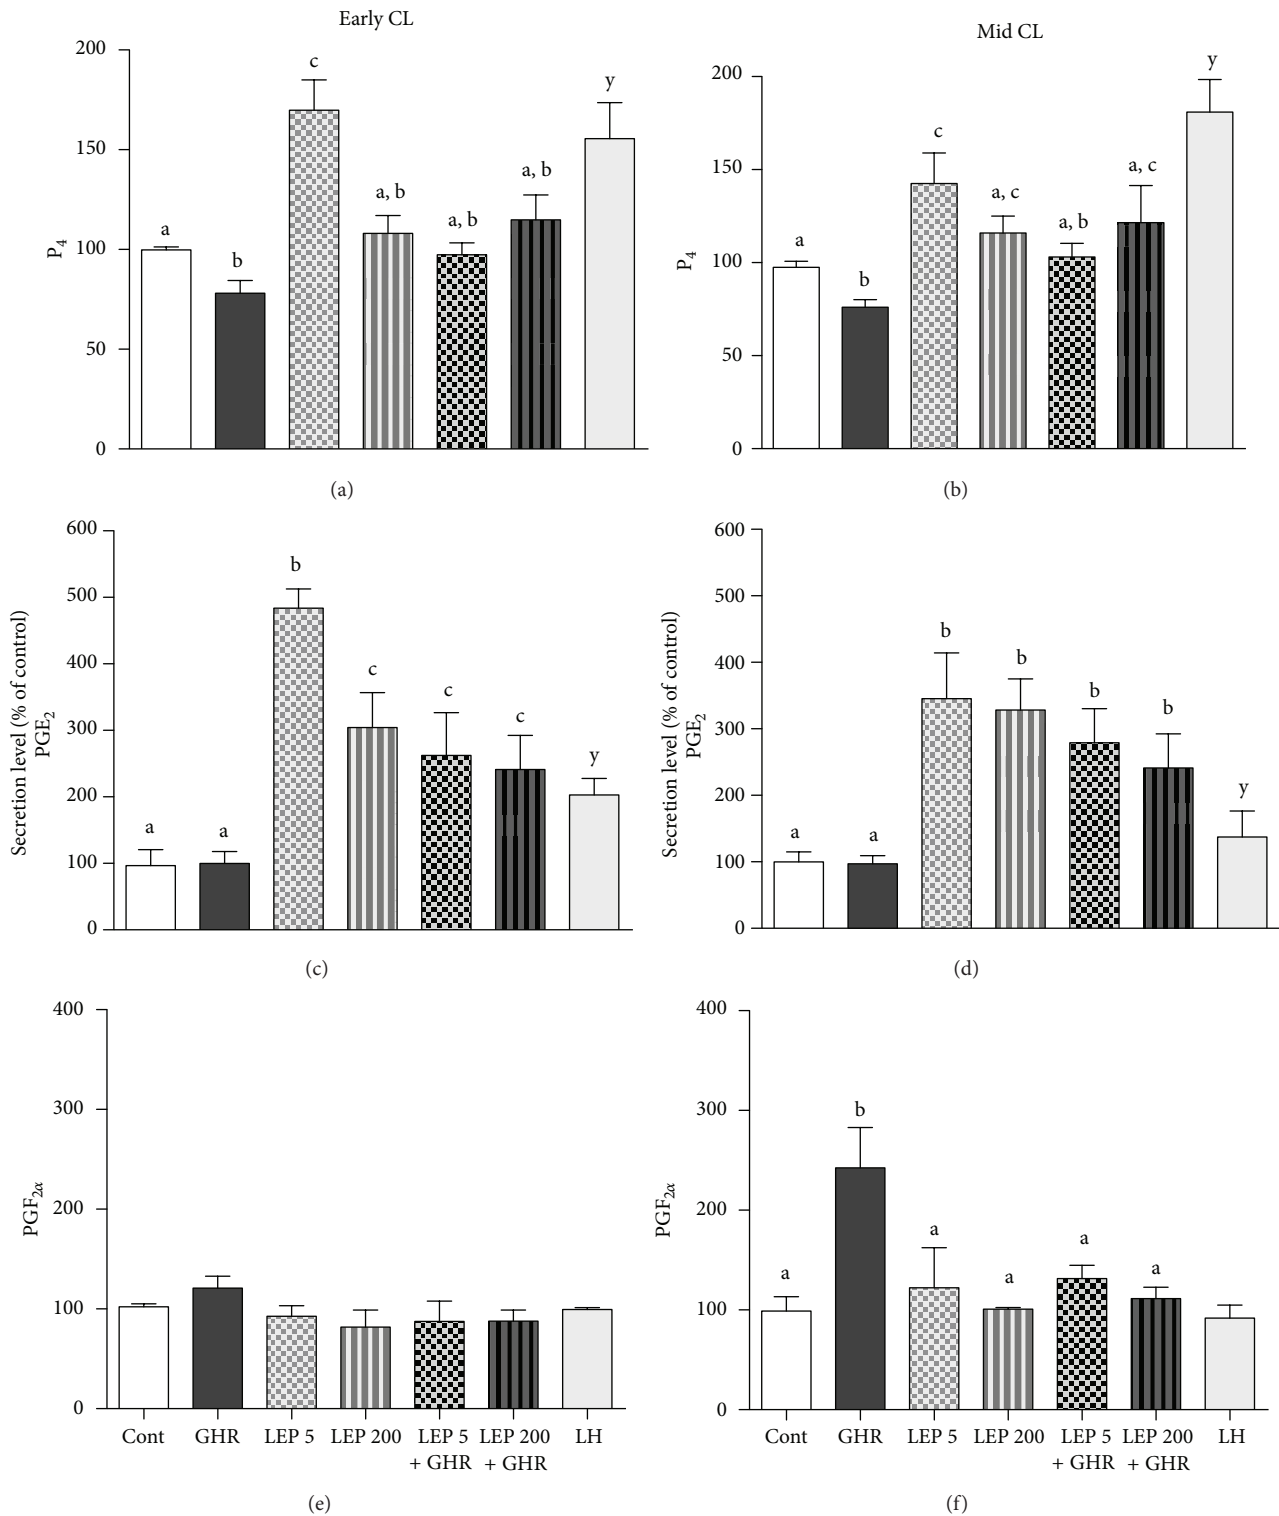 Early CL
Mid CL
P4
200
150
100
50
0
a
b
c
a, b
a, b
a, b
y
(a)
P4
200
150
100
50
0
a
b
c
a, c
a, b
a, c
y
(b)
Secretion level (% of control)
PGE2
600
500
400
300
200
100
0
a
a
b
c
c
c
y
(c)
Secretion level (% of control)
PGE2
600
500
400
300
200
100
0
a
a
b
b
b
b
y
(d)
PGF2α
400
300
200
100
0
Cont
GHR
LEP 5
LEP 200
LEP 5
+ GHR
LEP 200
+ GHR
LH
(e)
PGF2α
400
300
200
100
0
a
b
a
a
a
a
Cont
GHR
LEP 5
LEP 200
LEP 5
+ GHR
LEP 200
+ GHR
LH
(f)